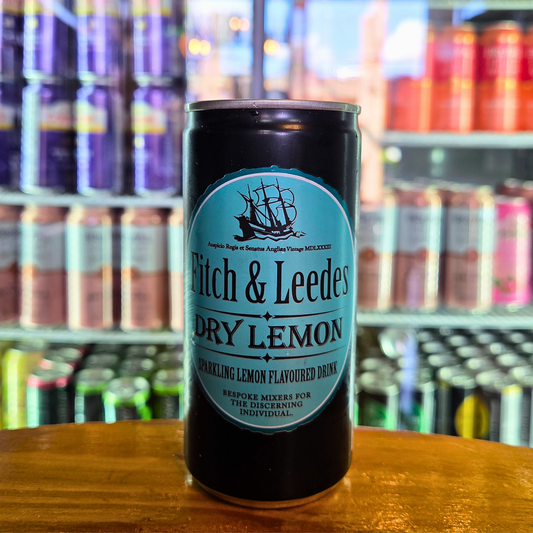 Auspicio Regis et Senatus Angliae Vintage MDLXXXIII
Fitch & Leedes
DRY LEMON
SPARKLING LEMON FLAVOURED DRINK
BESPOKE MIXERS FOR
THE DISCERNING
INDIVIDUAL.